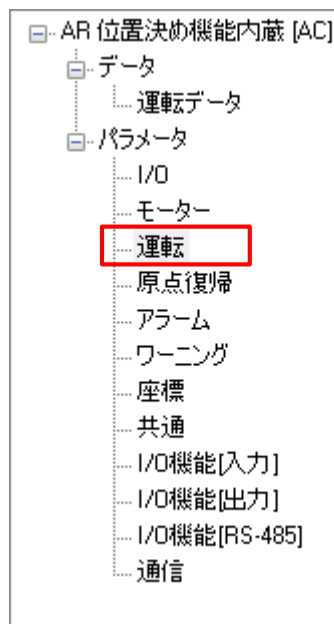 AR 位置決め機能内蔵 [AC]
データ
運転データ
パラメータ
I/O
モーター
運転
原点復帰
アラーム
ワーニング
座標
共通
I/O機能[入力]
I/O機能[出力]
I/O機能[RS-485]
通信